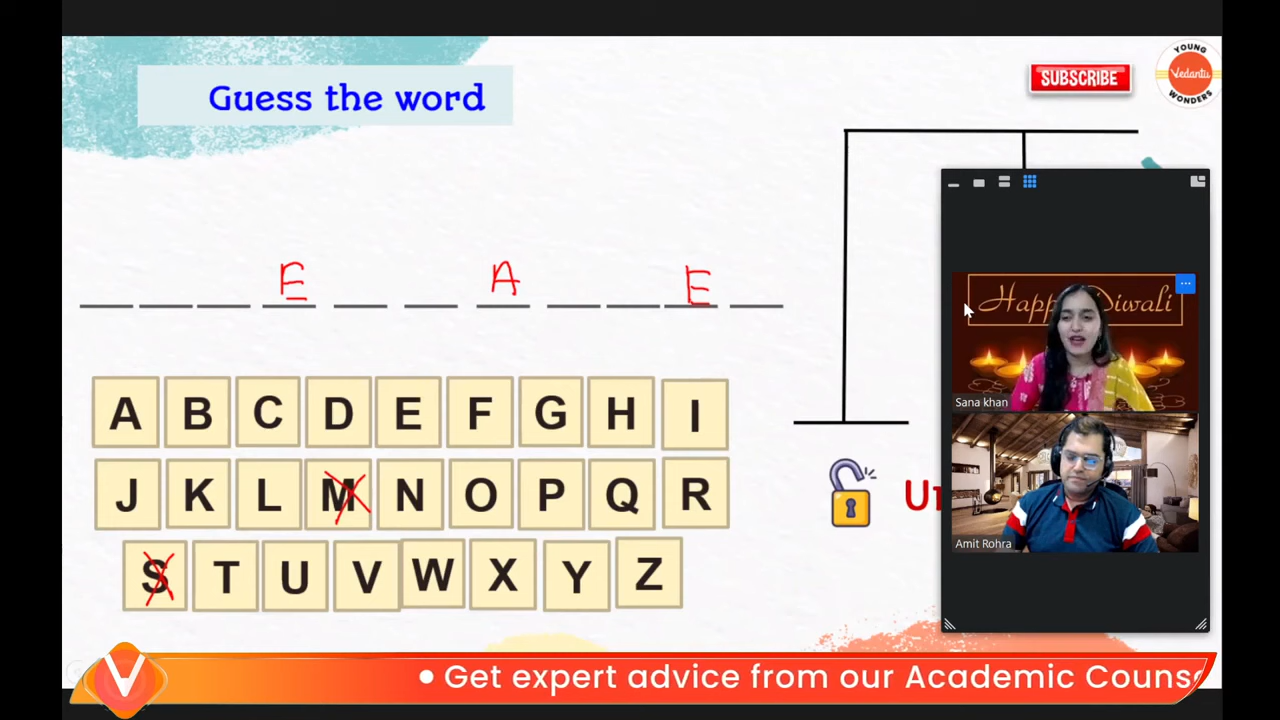 YOUNG
Vedantu
WONDERS
SUBSCRIBE
Guess the word
E A E
Happy Diwali
Sana khan
A B C D E F G H I
J K L M N O P Q R
S T U V W X Y Z
Amit Rohra
• Get expert advice from our Academic